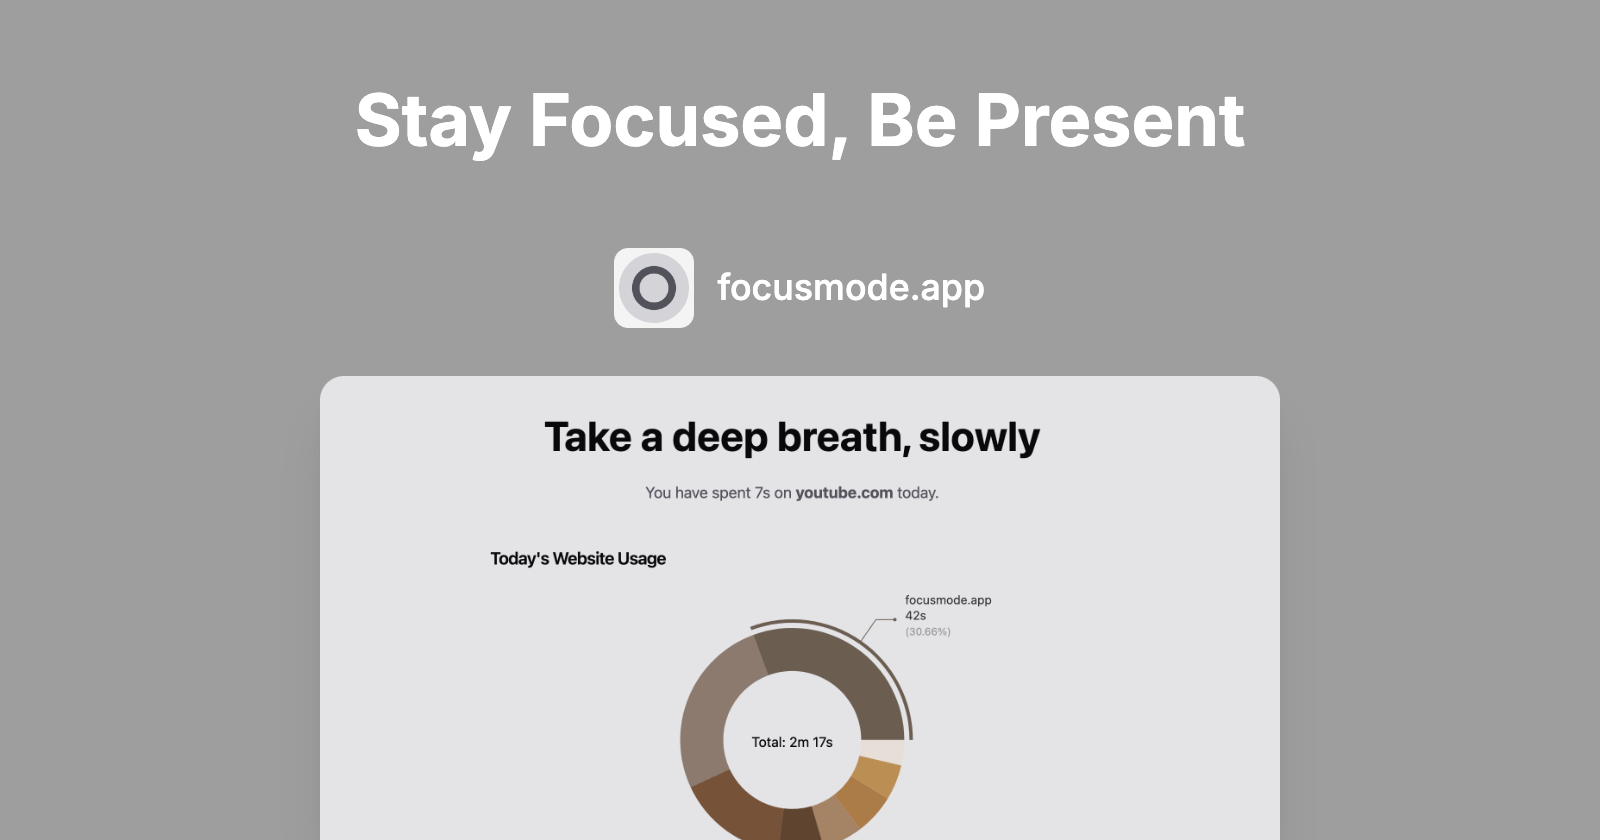 Stay Focused, Be Present
focusmode.app
Take a deep breath, slowly
You have spent 7s on youtube.com today.
Today's Website Usage
focusmode.app
42s
(30.66%)
Total: 2m 17s